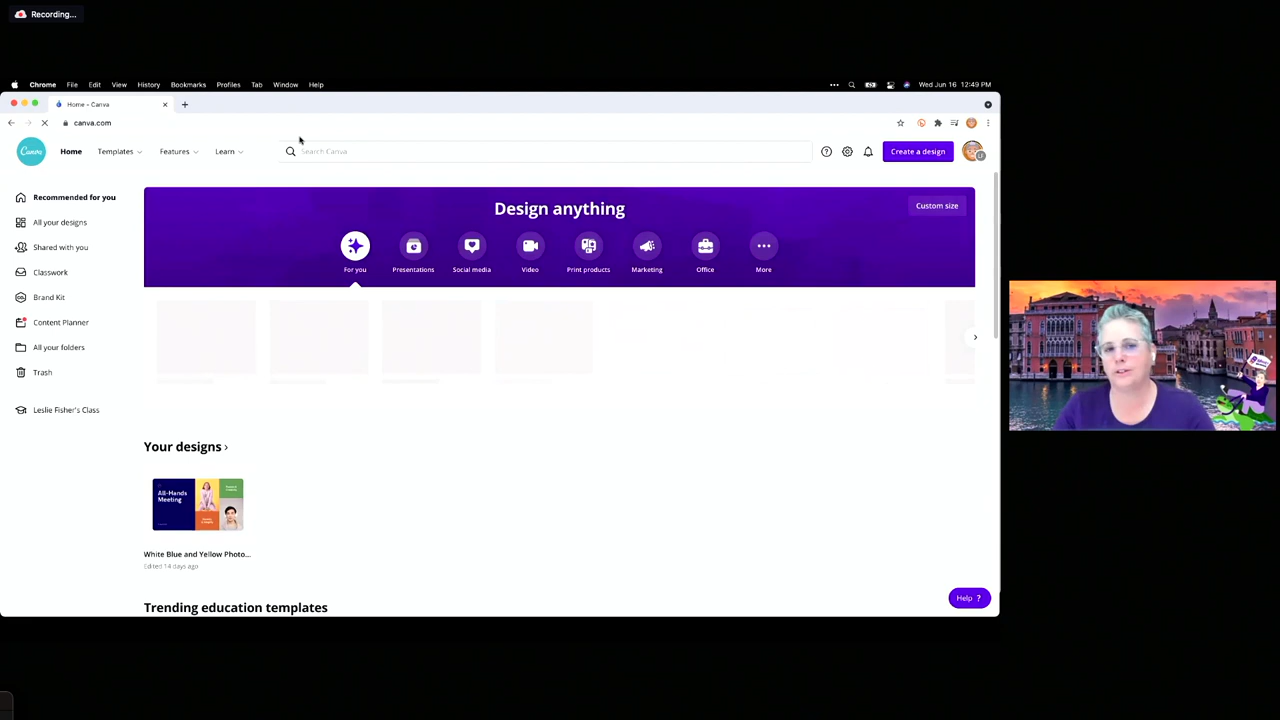 Recording...
Chrome File Edit View History Bookmarks Profiles Tab Window Help Wed Jun 16 12:49 PM
Home - Canva
canva.com
Canva Home Templates Features Learn Search Canva Create a design
Recommended for you
All your designs
Shared with you
Classwork
Brand Kit
Content Planner
All your folders
Trash
Leslie Fisher's Class
Design anything
Custom size
For you Presentations Social media Video Print products Marketing Office More
Your designs
All-Hands
Meeting
White Blue and Yellow Photo...
Edited 14 days ago
Trending education templates
Help ?